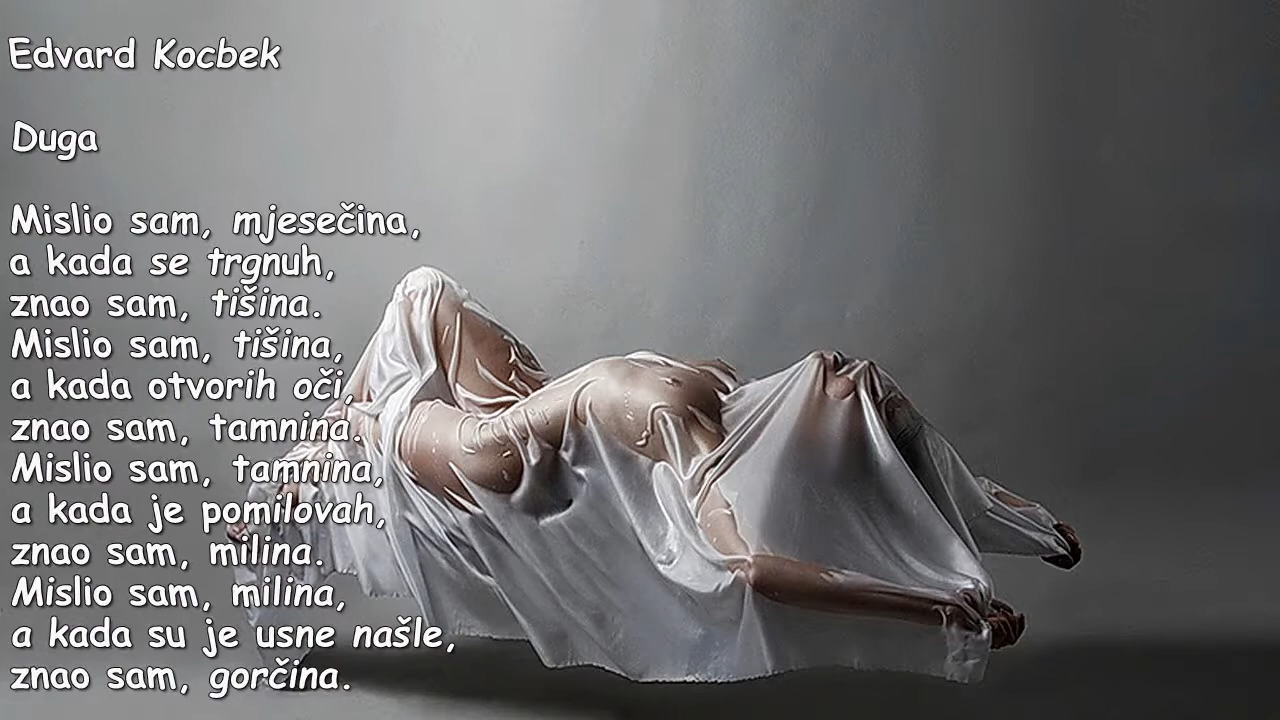 Edvard Kocbek
Duga
Mislio sam, mjesečina,
a kada se trgnuh,
znao sam, tišina.
Mislio sam, tišina,
a kada otvorih oči,
znao sam, tamnina.
Mislio sam, tamnina,
a kada je pomilovah,
znao sam, milina.
Mislio sam, milina,
a kada su je usne našle,
znao sam, gorčina.